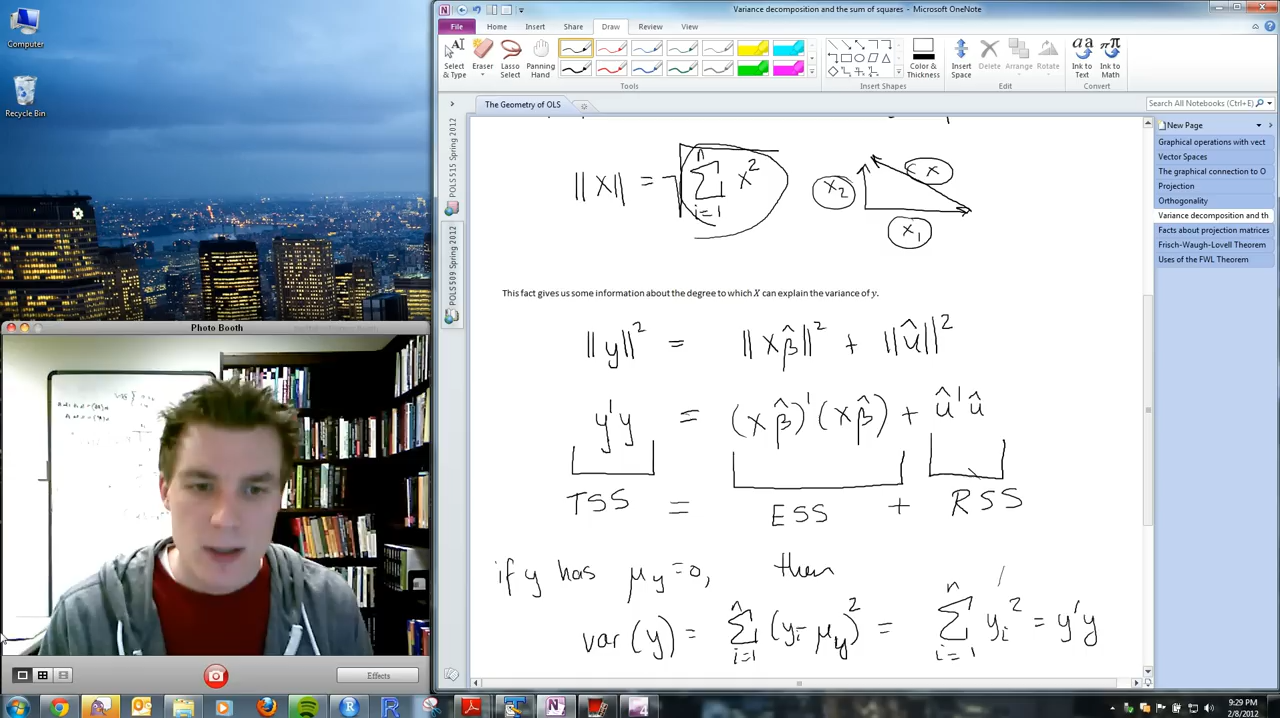 Computer
Recycle Bin
Variance decomposition and the sum of squares - Microsoft OneNote
File Home Insert Share Draw Review View
Select & Type
Eraser
Lasso Select
Panning Hand
Color & Thickness
Insert Space
Delete
Arrange
Rotate
Ink to Text
Ink to Math
Tools
Insert Shapes
Edit
Convert
The Geometry of OLS
Search All Notebooks (Ctrl+E)
POLS 515 Spring 2012
POLS 509 Spring 2012
New Page
Graphical operations with vect
Vector Spaces
The graphical connection to O
Projection
Orthogonality
Variance decomposition and th
Facts about projection matrices
Frisch-Waugh-Lovell Theorem
Uses of the FWL Theorem
||x|| = √ n Σ i=1 x²
x₂
x₁
This fact gives us some information about the degree to which X can explain the variance of y.
||y||² = ||Xβ̂||² + ||û||²
y'y = (Xβ̂)'(Xβ̂) + û'û
TSS = ESS + RSS
if y has μy=0, then
var(y) = n Σ i=1 (yi-μy)² = n Σ i=1 yi² = y'y
Photo Booth
Effects
9:29 PM
2/8/2012